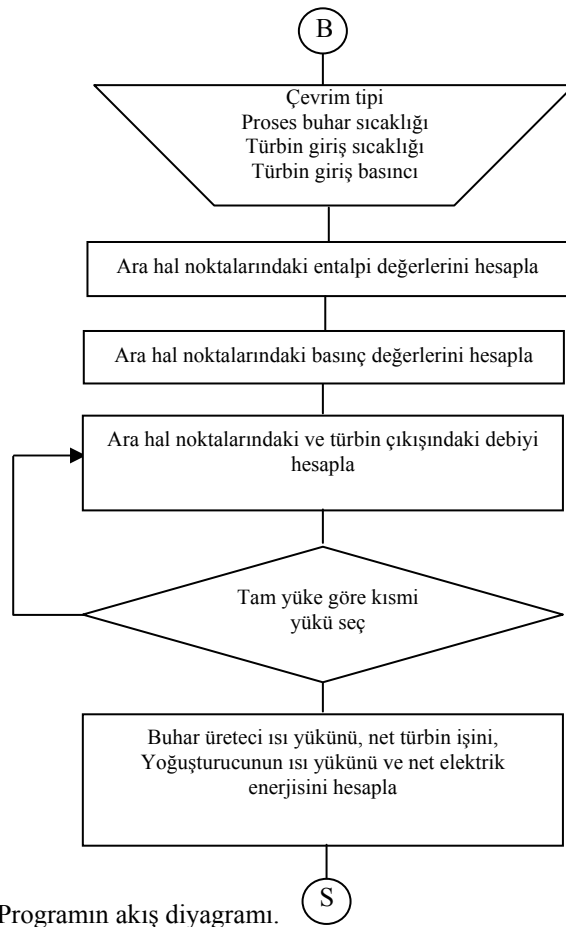 B
Çevrim tipi
Proses buhar sıcaklığı
Türbin giriş sıcaklığı
Türbin giriş basıncı
Ara hal noktalarındaki entalpi değerlerini hesapla
Ara hal noktalarındaki basınç değerlerini hesapla
Ara hal noktalarındaki ve türbin çıkışındaki debiyi
hesapla
Tam yüke göre kısmi
yükü seç
Buhar üreteci ısı yükünü, net türbin işini,
Yoğuşturucunun ısı yükünü ve net elektrik
enerjisini hesapla
S
Programın akış diyagramı.